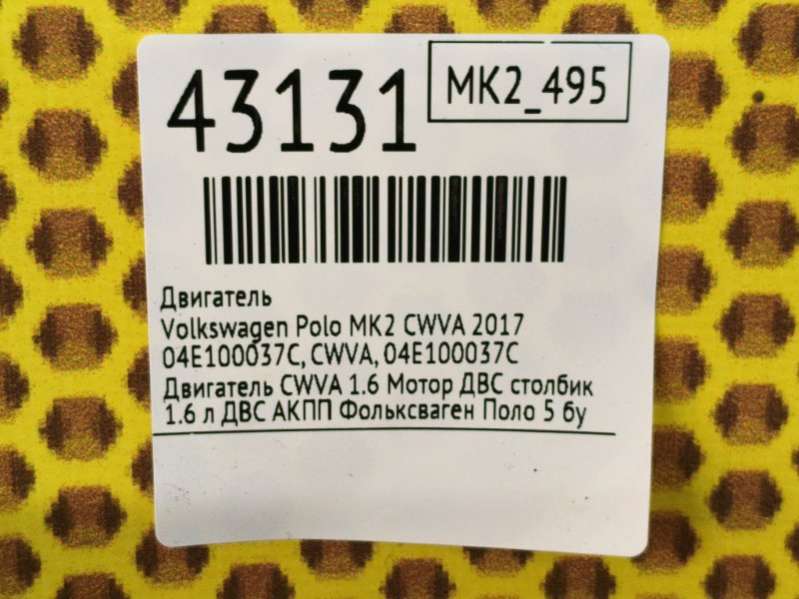 43131
MK2_495
Двигатель
Volkswagen Polo MK2 CWVA 2017
04E100037C, CWVA, 04E100037C
Двигатель CWVA 1.6 Мотор ДВС столбик
1.6 л ДВС АКПП Фольксваген Поло 5 бу